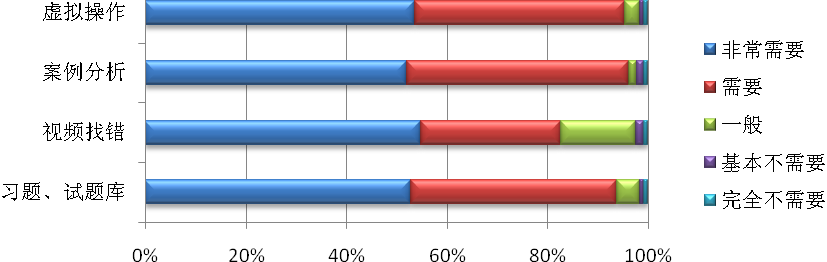 虚拟操作
案例分析
视频找错
习题、试题库
0% 20% 40% 60% 80% 100%
非常需要
需要
一般
基本不需要
完全不需要